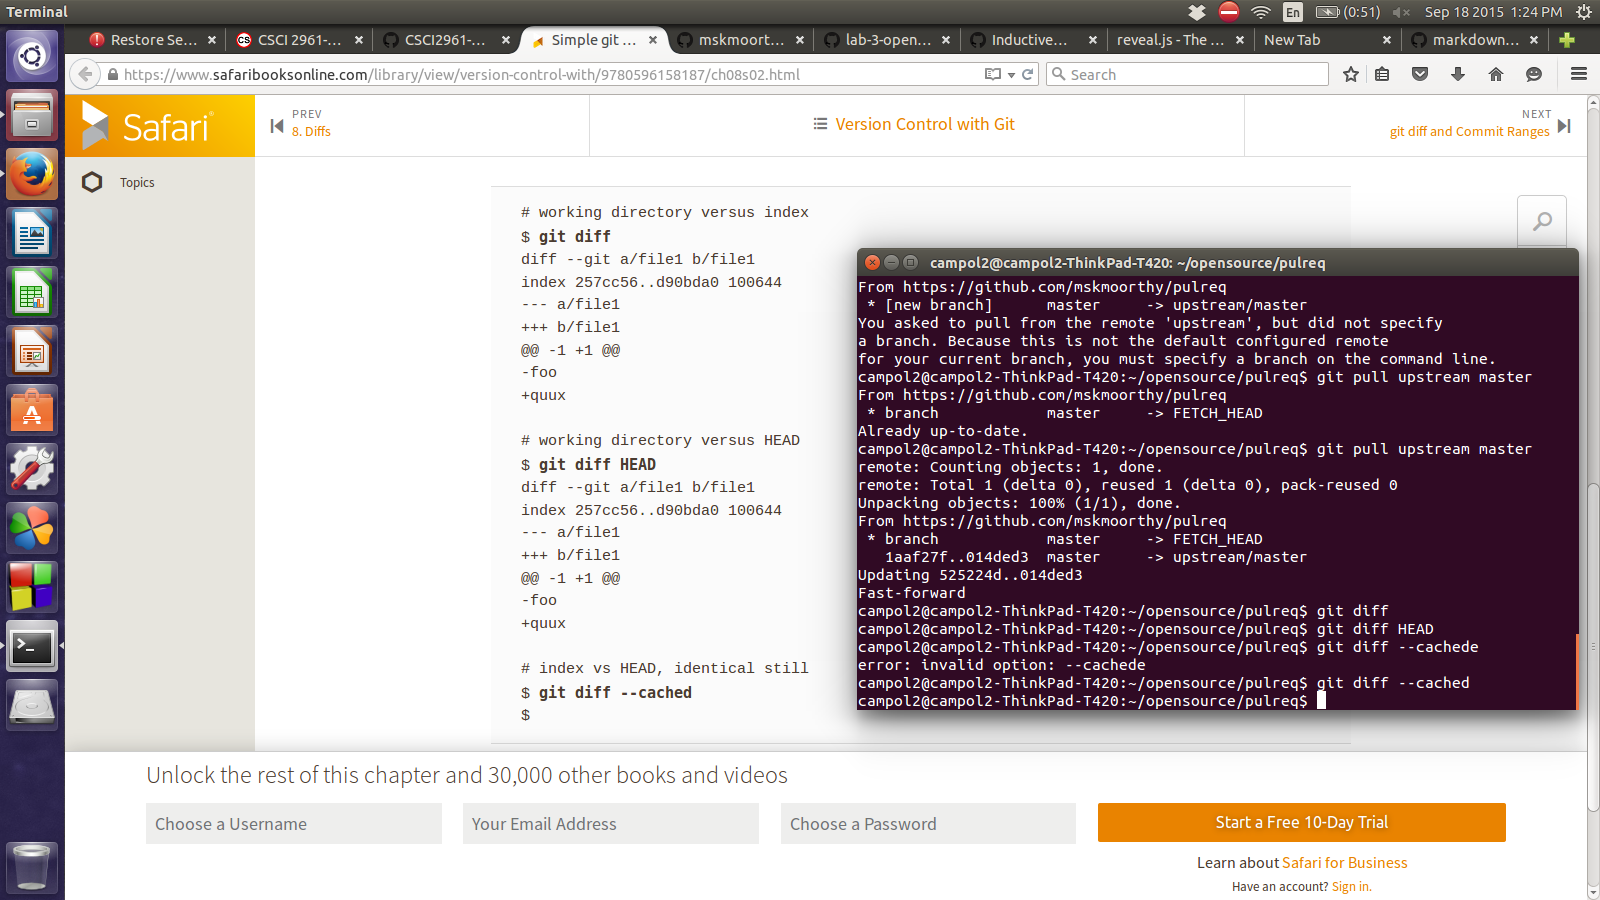 Terminal
En
(0:51)
Sep 18 2015 1:24 PM
Restore Se...
CSCI 2961-...
CSCI2961-...
Simple git ...
mskmoort...
lab-3-open...
Inductive...
reveal.js - The ...
New Tab
markdown...
https://www.safaribooksonline.com/library/view/version-control-with/9780596158187/ch08s02.html
Search
Safari
PREV
8. Diffs
Version Control with Git
NEXT
git diff and Commit Ranges
Topics
# working directory versus index
$ git diff
diff --git a/file1 b/file1
index 257cc56..d90bda0 100644
--- a/file1
+++ b/file1
@@ -1 +1 @@
-foo
+quux
# working directory versus HEAD
$ git diff HEAD
diff --git a/file1 b/file1
index 257cc56..d90bda0 100644
--- a/file1
+++ b/file1
@@ -1 +1 @@
-foo
+quux
# index vs HEAD, identical still
$ git diff --cached
$
campol2@campol2-ThinkPad-T420: ~/opensource/pulreq
From https://github.com/mskmoorthy/pulreq
 * [new branch]      master     -> upstream/master
You asked to pull from the remote 'upstream', but did not specify
a branch. Because this is not the default configured remote
for your current branch, you must specify a branch on the command line.
campol2@campol2-ThinkPad-T420:~/opensource/pulreq$ git pull upstream master
From https://github.com/mskmoorthy/pulreq
 * branch            master     -> FETCH_HEAD
Already up-to-date.
campol2@campol2-ThinkPad-T420:~/opensource/pulreq$ git pull upstream master
remote: Counting objects: 1, done.
remote: Total 1 (delta 0), reused 1 (delta 0), pack-reused 0
Unpacking objects: 100% (1/1), done.
From https://github.com/mskmoorthy/pulreq
 * branch            master     -> FETCH_HEAD
   1aaf27f..014ded3  master     -> upstream/master
Updating 525224d..014ded3
Fast-forward
campol2@campol2-ThinkPad-T420:~/opensource/pulreq$ git diff
campol2@campol2-ThinkPad-T420:~/opensource/pulreq$ git diff HEAD
campol2@campol2-ThinkPad-T420:~/opensource/pulreq$ git diff --cachede
error: invalid option: --cachede
campol2@campol2-ThinkPad-T420:~/opensource/pulreq$ git diff --cached
campol2@campol2-ThinkPad-T420:~/opensource/pulreq$
Unlock the rest of this chapter and 30,000 other books and videos
Choose a Username
Your Email Address
Choose a Password
Start a Free 10-Day Trial
Learn about Safari for Business
Have an account? Sign in.